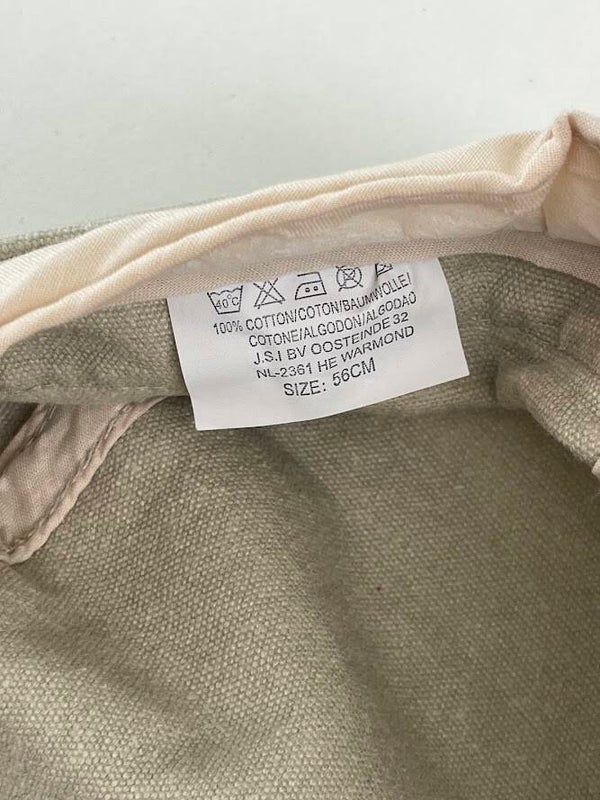 40°C
100% COTTON/COTON/BAUMWOLLE/
COTONE/ALGODON/ALGODAO
J.S.I BV OOSTEINDE 32
NL-2361 HE WARMOND
SIZE: 56CM